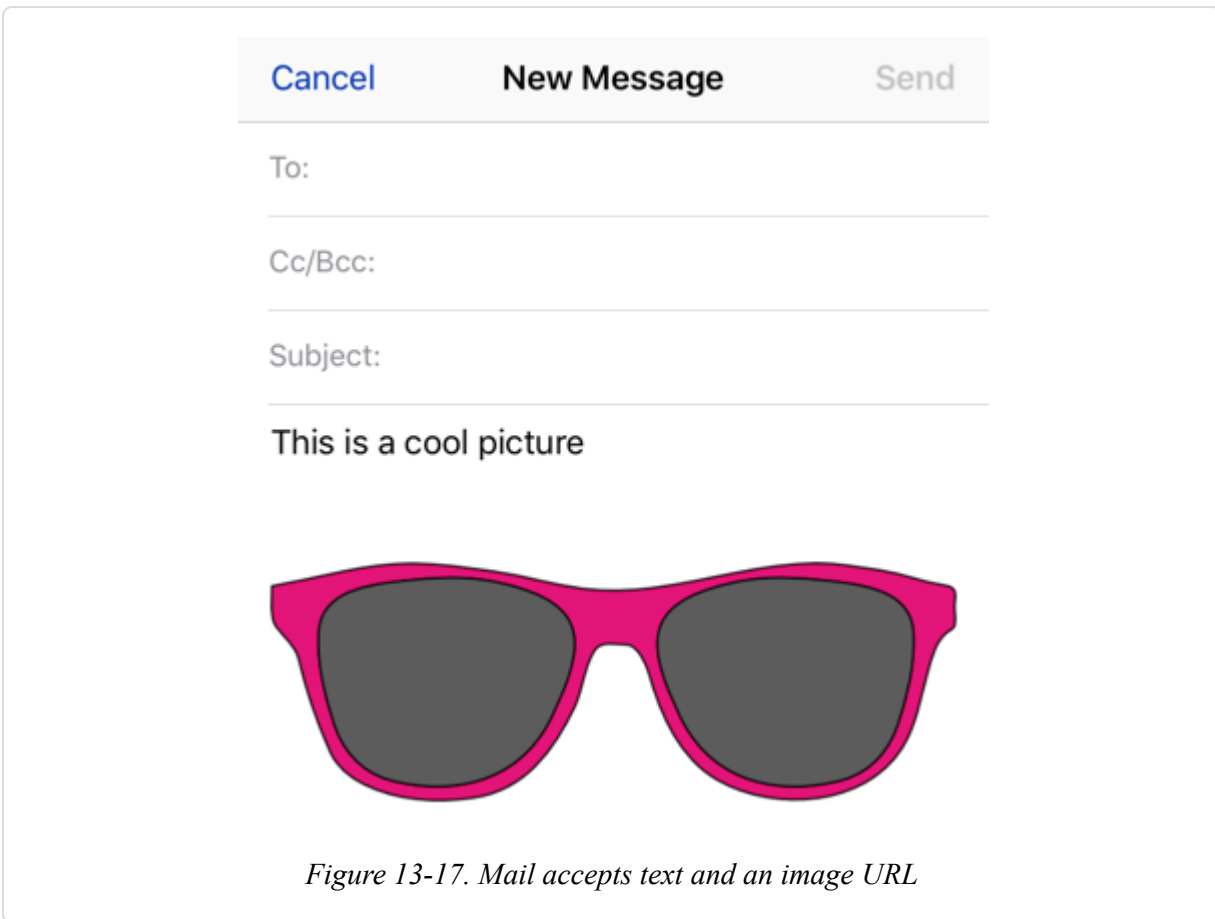 Cancel New Message Send
To:
Cc/Bcc:
Subject:
This is a cool picture
Figure 13-17. Mail accepts text and an image URL